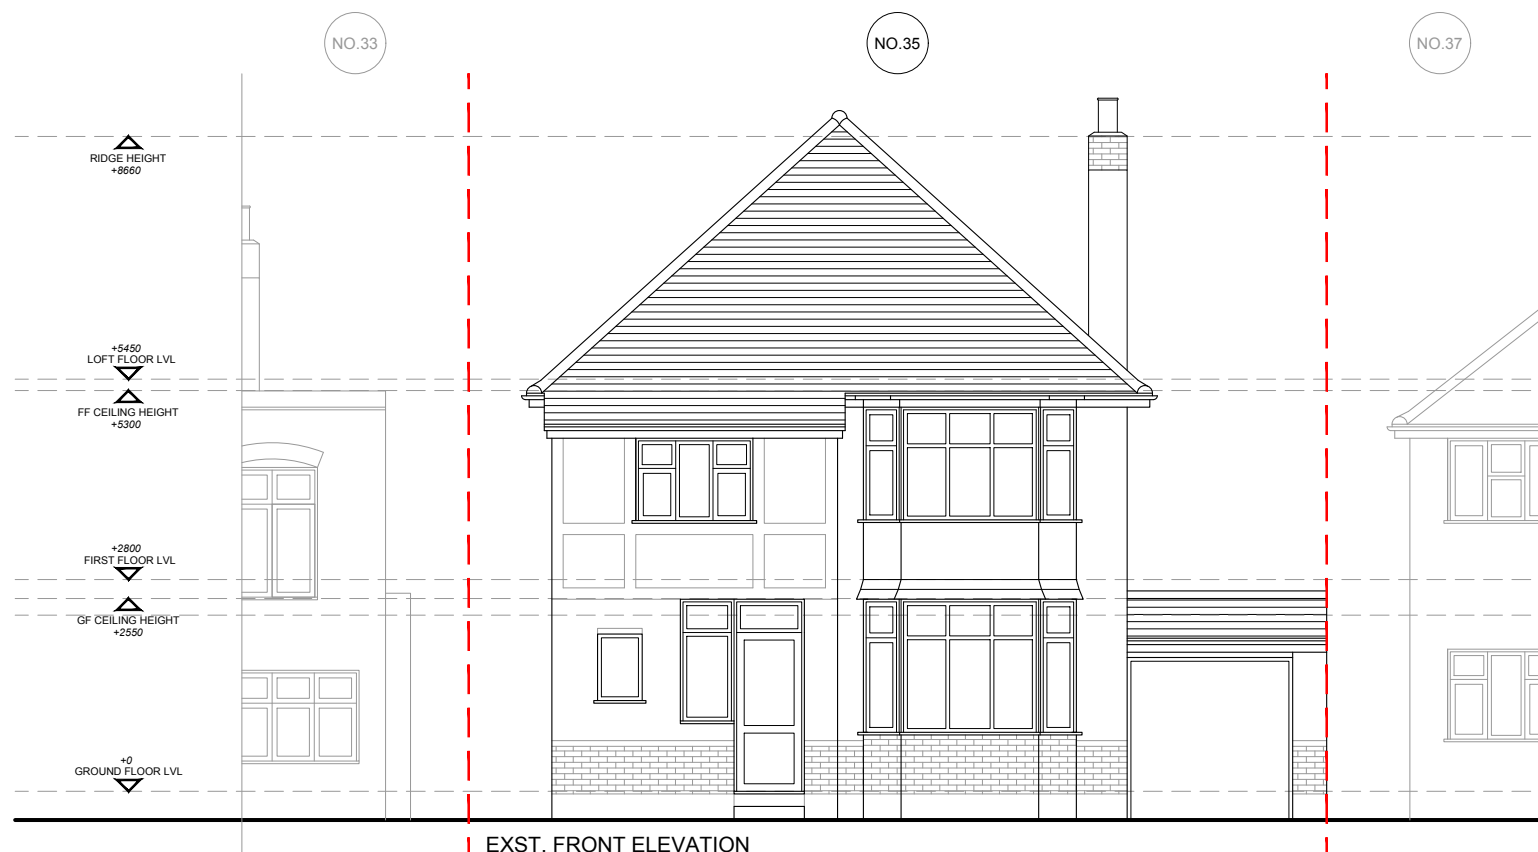 NO.33
NO.35
NO.37
RIDGE HEIGHT
+8660
+5450
LOFT FLOOR LVL
FF CEILING HEIGHT
+5300
+2800
FIRST FLOOR LVL
GF CEILING HEIGHT
+2550
+0
GROUND FLOOR LVL
EXST. FRONT ELEVATION